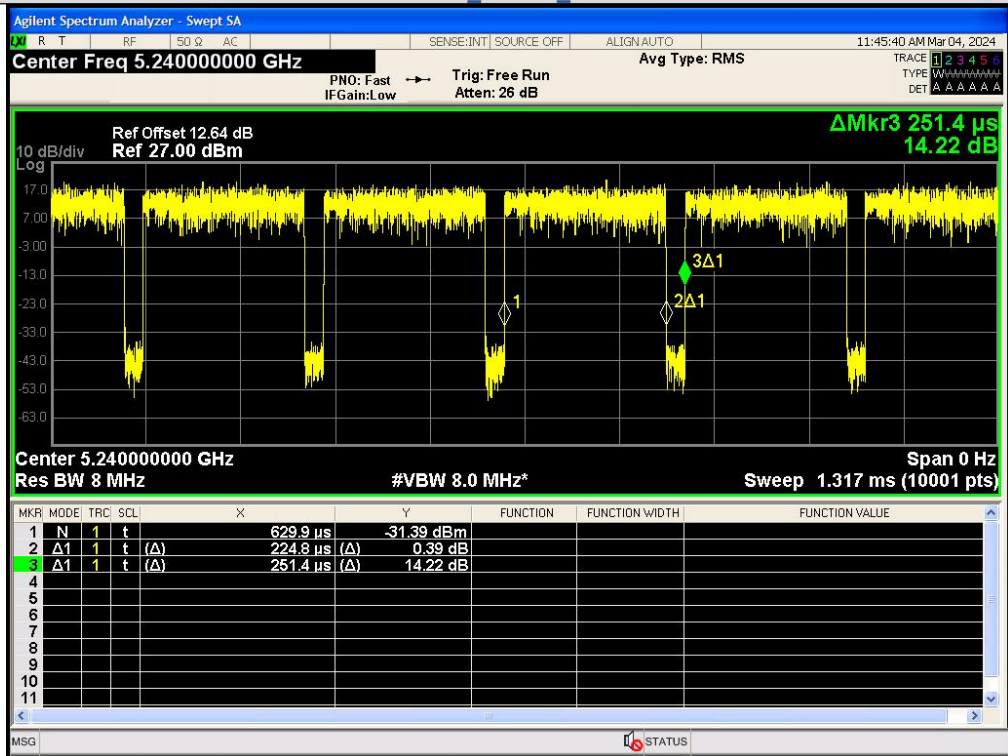 Agilent Spectrum Analyzer - Swept SA
LXI R T RF 50 Ω AC SENSE:INT SOURCE OFF ALIGN AUTO 11:45:40 AM Mar 04, 2024
Center Freq 5.240000000 GHz
Avg Type: RMS
TRACE 1 2 3 4 5 6
PNO: Fast
Trig: Free Run
TYPE W
IFGain:Low
Atten: 26 dB
DET A A A A A A
ΔMkr3 251.4 µs
14.22 dB
Ref Offset 12.64 dB
10 dB/div Ref 27.00 dBm
Log
17.0
7.00
-3.00
-13.0
-23.0
-33.0
-43.0
-53.0
-63.0
3Δ1
1
2Δ1
Center 5.240000000 GHz Span 0 Hz
Res BW 8 MHz #VBW 8.0 MHz* Sweep 1.317 ms (10001 pts)
MKR MODE TRC SCL X Y FUNCTION FUNCTION WIDTH FUNCTION VALUE
1 N 1 t 629.9 µs -31.39 dBm
2 Δ1 1 t (Δ) 224.8 µs (Δ) 0.39 dB
3 Δ1 1 t (Δ) 251.4 µs (Δ) 14.22 dB
4
5
6
7
8
9
10
11
MSG STATUS